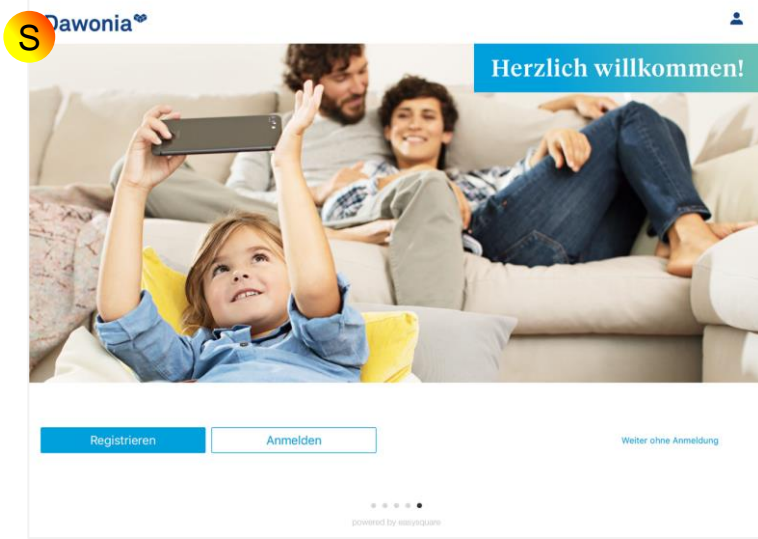 S
Dawonia
Herzlich willkommen!
Registrieren
Anmelden
Weiter ohne Anmeldung
powered by easysquare